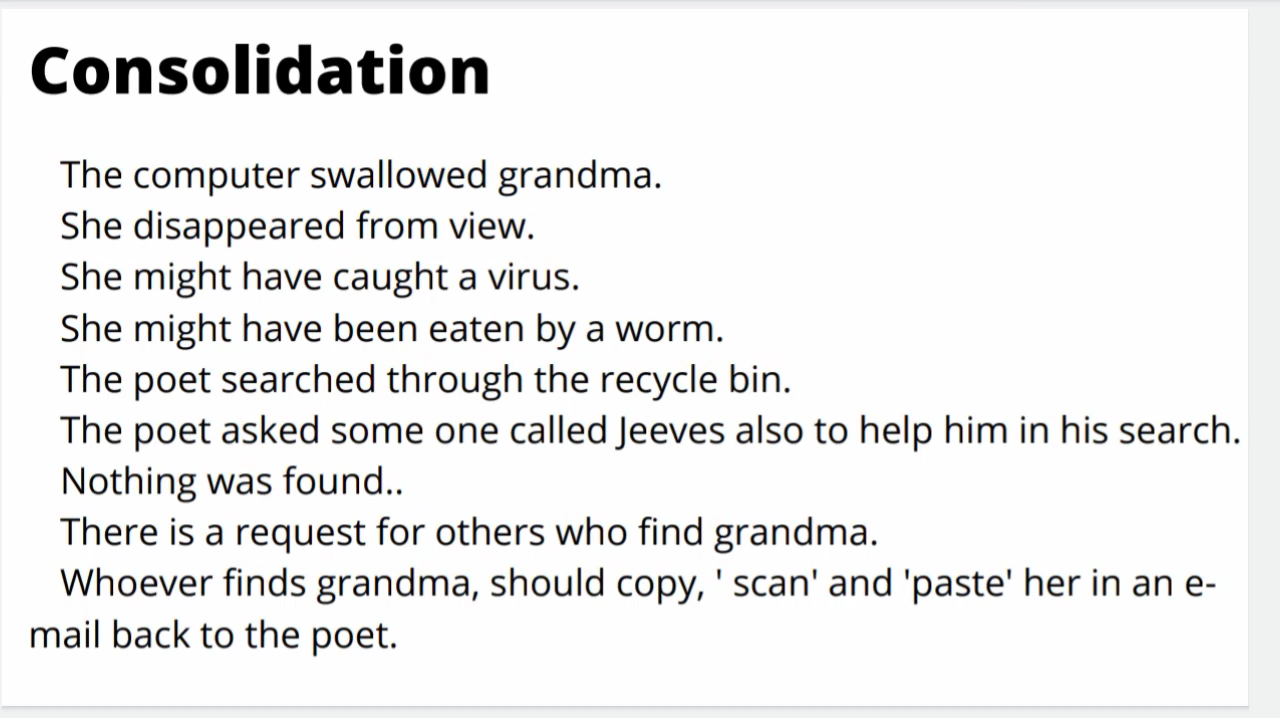 Consolidation
The computer swallowed grandma.
She disappeared from view.
She might have caught a virus.
She might have been eaten by a worm.
The poet searched through the recycle bin.
The poet asked some one called Jeeves also to help him in his search.
Nothing was found..
There is a request for others who find grandma.
Whoever finds grandma, should copy, ' scan' and 'paste' her in an e-
mail back to the poet.